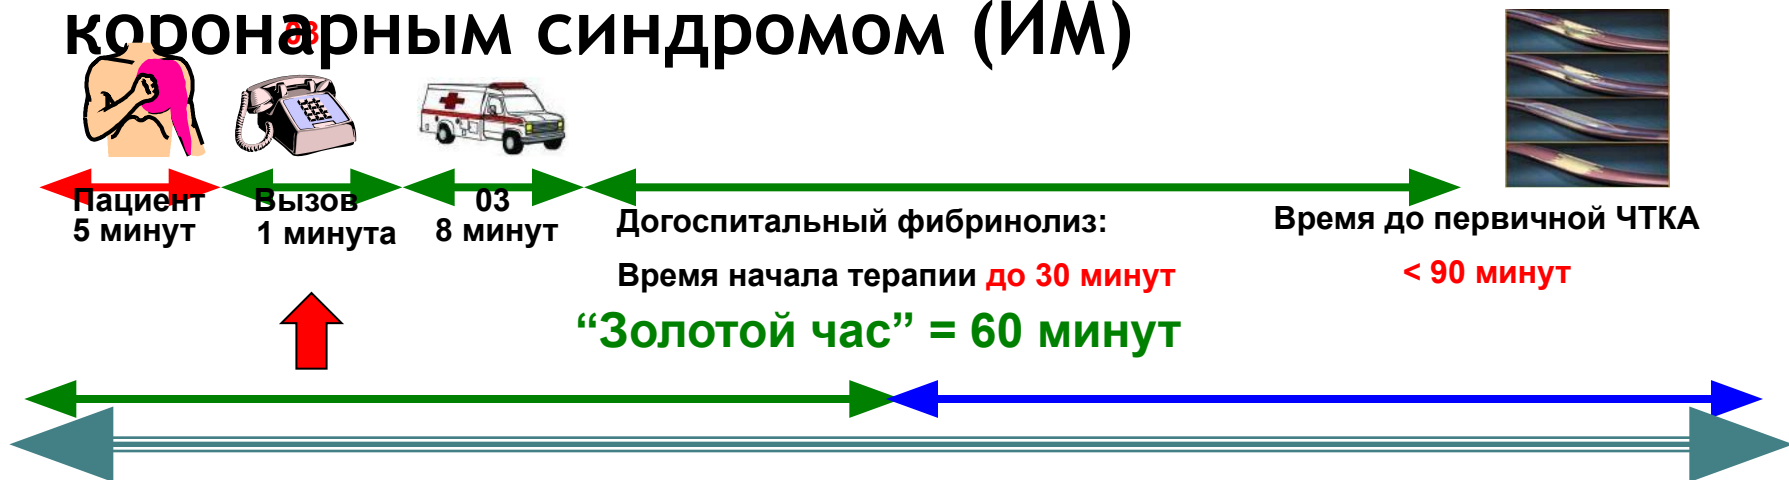 коронарным синдромом (ИМ)
03
Пациент
5 минут
Вызов
1 минута
03
8 минут
Догоспитальный фибринолиз:
Время начала терапии до 30 минут
Время до первичной ЧТКА
< 90 минут
“Золотой час” = 60 минут